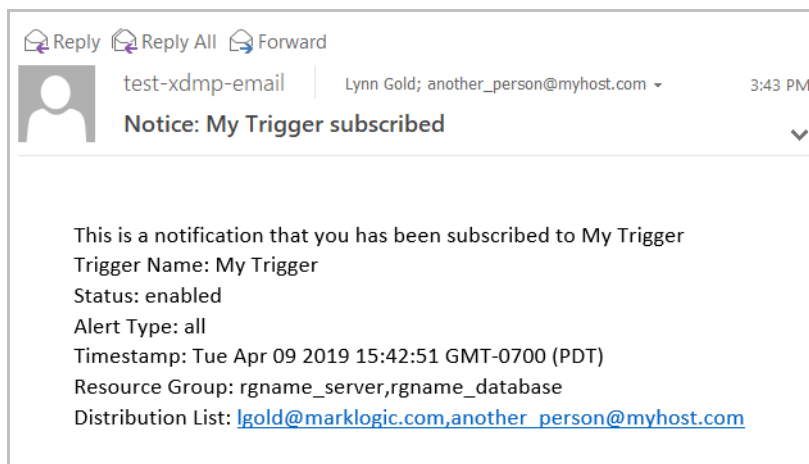 Reply Reply All Forward
test-xdmp-email Lynn Gold; another_person@myhost.com 3:43 PM
Notice: My Trigger subscribed
This is a notification that you has been subscribed to My Trigger
Trigger Name: My Trigger
Status: enabled
Alert Type: all
Timestamp: Tue Apr 09 2019 15:42:51 GMT-0700 (PDT)
Resource Group: rgname_server,rgname_database
Distribution List: lgold@marklogic.com,another_person@myhost.com